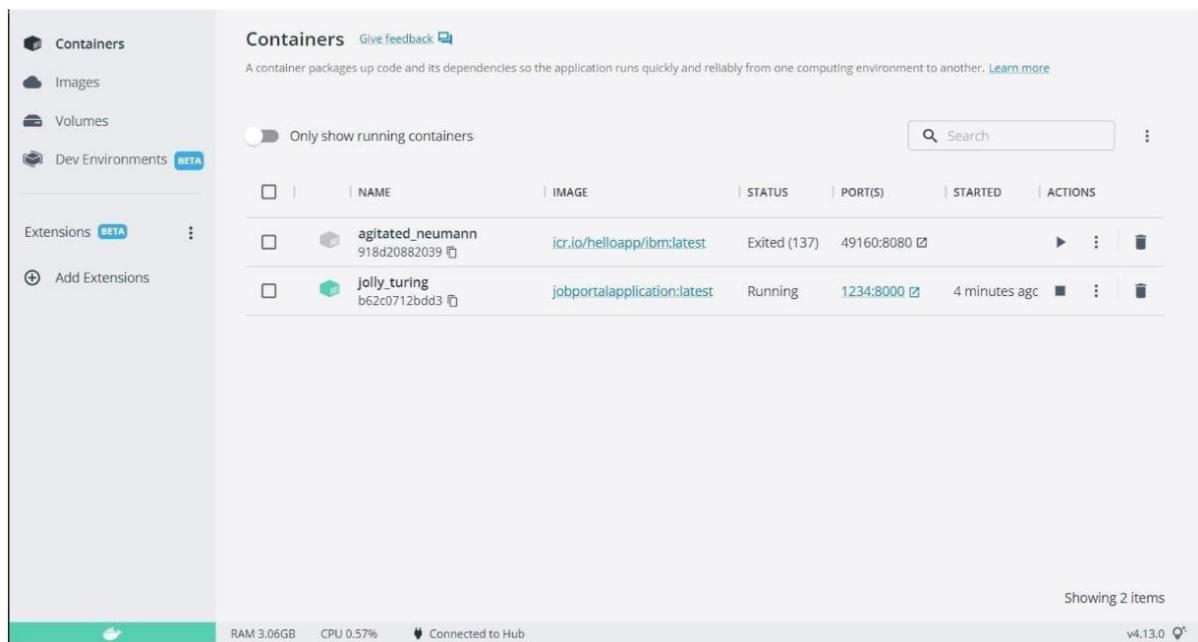 Containers
Images
Volumes
Dev Environments BETA
Extensions BETA
Add Extensions
Containers Give feedback
A container packages up code and its dependencies so the application runs quickly and reliably from one computing environment to another. Learn more
Only show running containers
Search
NAME IMAGE STATUS PORT(S) STARTED ACTIONS
agitated_neumann
918d20882039
icr.io/helloapp/ibm:latest Exited (137) 49160:8080
jolly_turing
b62c0712bdd3
jobportalapplication:latest Running 1234:8000 4 minutes agc
Showing 2 items
RAM 3.06GB CPU 0.57% Connected to Hub v4.13.0